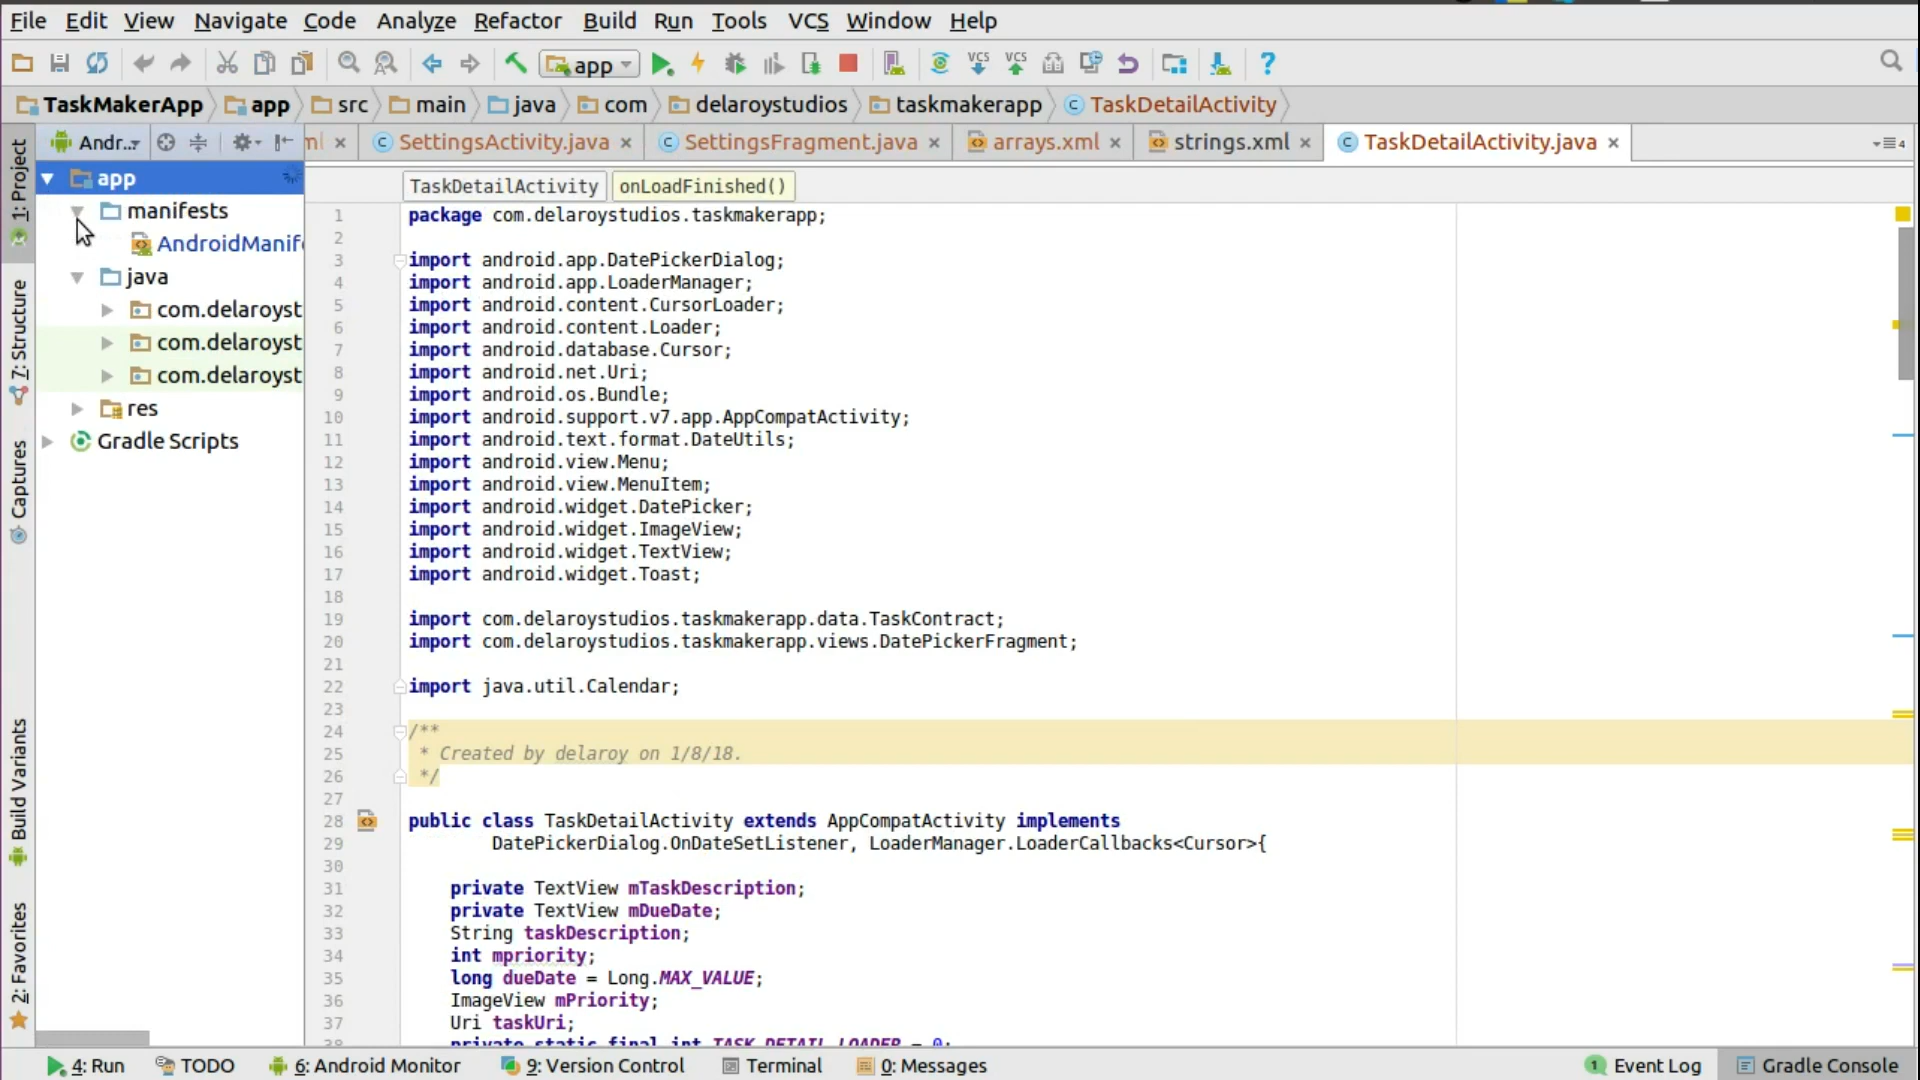 File Edit View Navigate Code Analyze Refactor Build Run Tools VCS Window Help
app VCS VCS ?
TaskMakerApp app src main java com delaroystudios taskmakerapp TaskDetailActivity
Andr.. ml SettingsActivity.java SettingsFragment.java arrays.xml strings.xml TaskDetailActivity.java 4
1: Project
7: Structure
Captures
Build Variants
2: Favorites
app
manifests
AndroidManif
java
com.delaroyst
com.delaroyst
com.delaroyst
res
Gradle Scripts
TaskDetailActivity onLoadFinished()
1 package com.delaroystudios.taskmakerapp;
2
3 import android.app.DatePickerDialog;
4 import android.app.LoaderManager;
5 import android.content.CursorLoader;
6 import android.content.Loader;
7 import android.database.Cursor;
8 import android.net.Uri;
9 import android.os.Bundle;
10 import android.support.v7.app.AppCompatActivity;
11 import android.text.format.DateUtils;
12 import android.view.Menu;
13 import android.view.MenuItem;
14 import android.widget.DatePicker;
15 import android.widget.ImageView;
16 import android.widget.TextView;
17 import android.widget.Toast;
18
19 import com.delaroystudios.taskmakerapp.data.TaskContract;
20 import com.delaroystudios.taskmakerapp.views.DatePickerFragment;
21
22 import java.util.Calendar;
23
24 /**
25 * Created by delaroy on 1/8/18.
26 */
27
28 public class TaskDetailActivity extends AppCompatActivity implements
29 DatePickerDialog.OnDateSetListener, LoaderManager.LoaderCallbacks<Cursor>{
30
31 private TextView mTaskDescription;
32 private TextView mDueDate;
33 String taskDescription;
34 int mpriority;
35 long dueDate = Long.MAX_VALUE;
36 ImageView mPriority;
37 Uri taskUri;
38 private static final int TASK_DETAIL_LOADER = 0;
4: Run TODO 6: Android Monitor 9: Version Control Terminal 0: Messages 1 Event Log Gradle Console